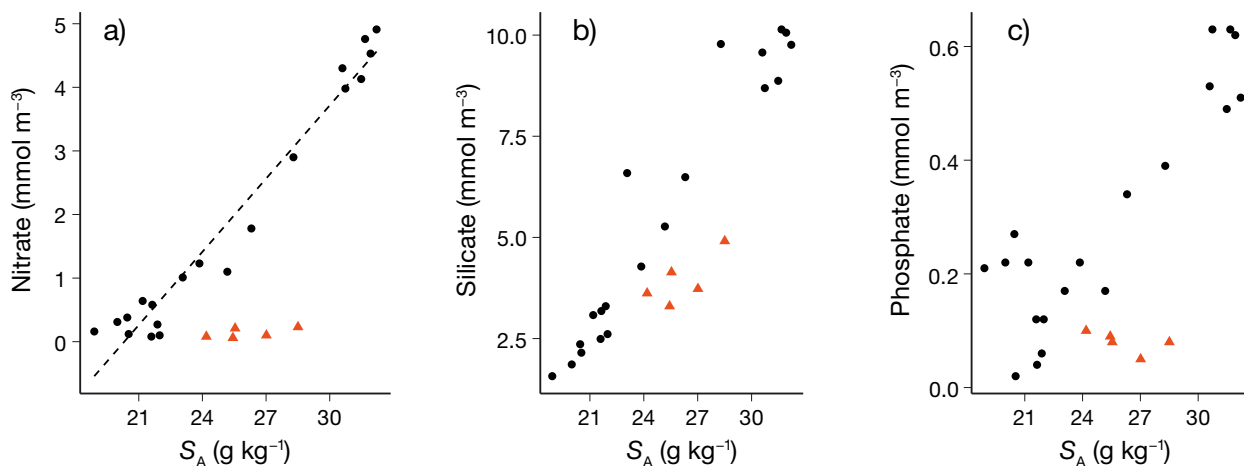 a)
Nitrate (mmol m⁻³)
5
4
3
2
1
0
21 24 27 30
S_A (g kg⁻¹)
b)
Silicate (mmol m⁻³)
10.0
7.5
5.0
2.5
21 24 27 30
S_A (g kg⁻¹)
c)
Phosphate (mmol m⁻³)
0.6
0.4
0.2
0.0
21 24 27 30
S_A (g kg⁻¹)